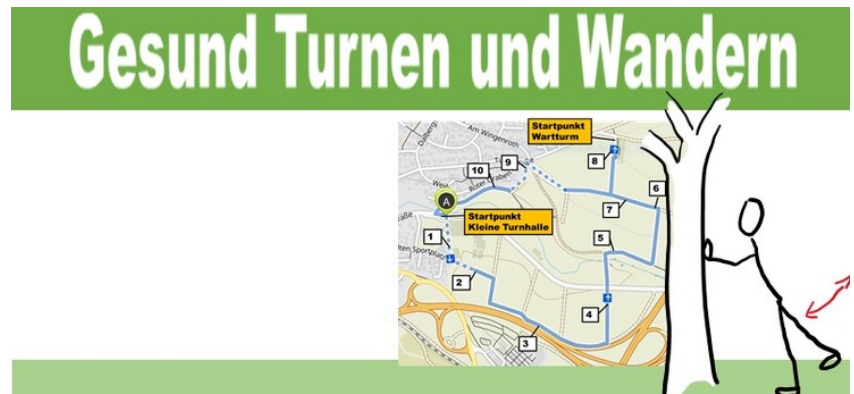 Gesund Turnen und Wandern
Startpunkt
Wartturm
Am Wingenroth
9
8
10
Roter Graben
6
A
7
Startpunkt
Kleine Turnhalle
1
5
2
4
3